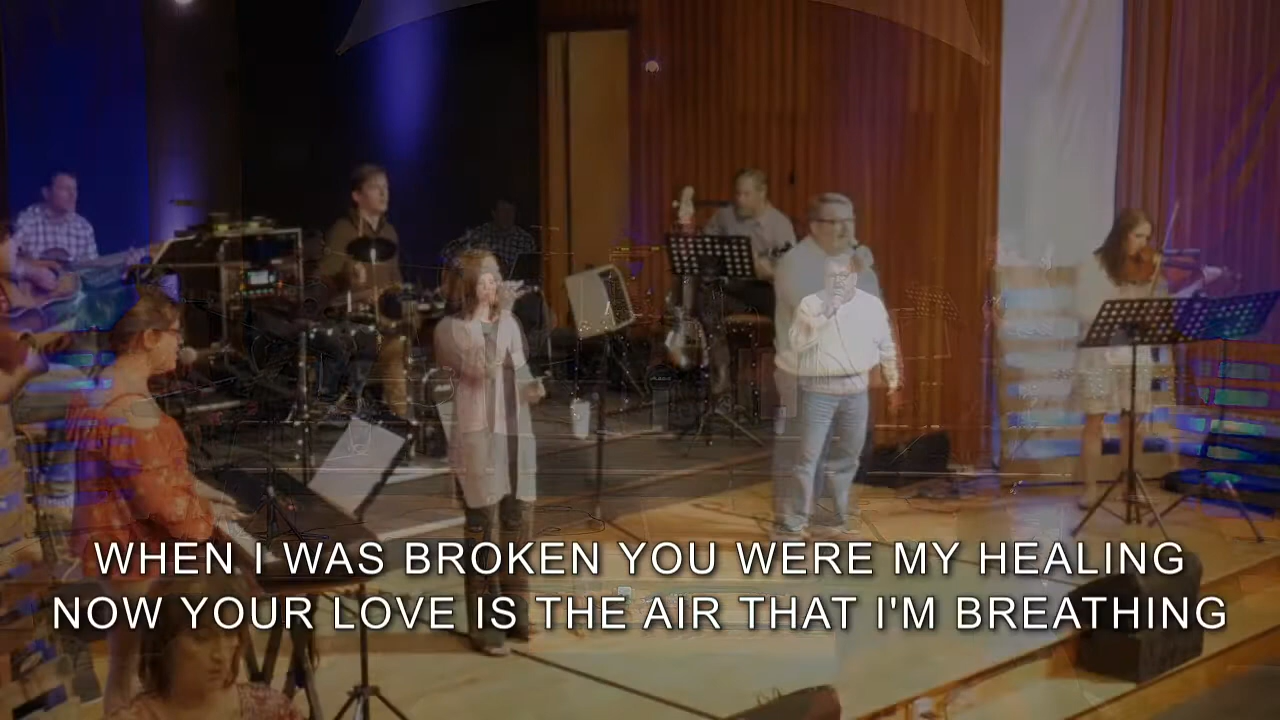 WHEN I WAS BROKEN YOU WERE MY HEALING
NOW YOUR LOVE IS THE AIR THAT I'M BREATHING